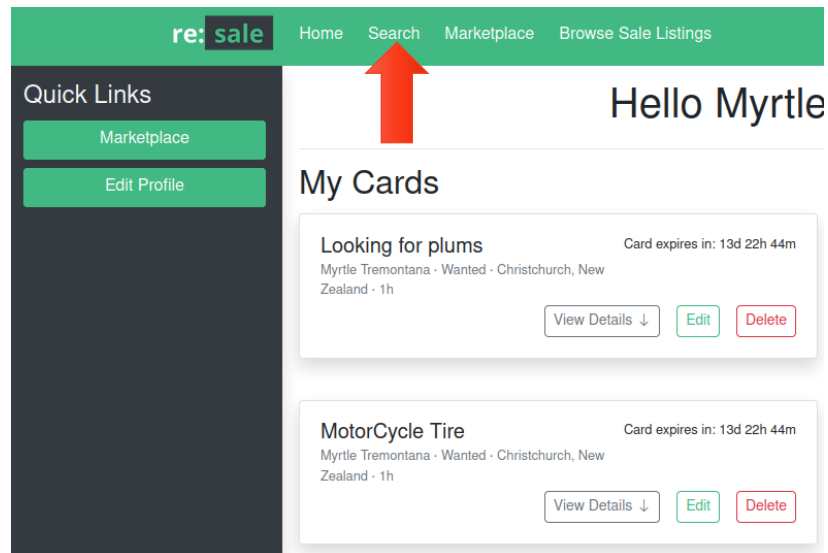 re: sale Home Search Marketplace Browse Sale Listings
Quick Links
Marketplace
Edit Profile
Hello Myrtle
My Cards
Looking for plums Card expires in: 13d 22h 44m
Myrtle Tremontana · Wanted · Christchurch, New
Zealand · 1h
View Details ↓ Edit Delete
MotorCycle Tire Card expires in: 13d 22h 44m
Myrtle Tremontana · Wanted · Christchurch, New
Zealand · 1h
View Details ↓ Edit Delete